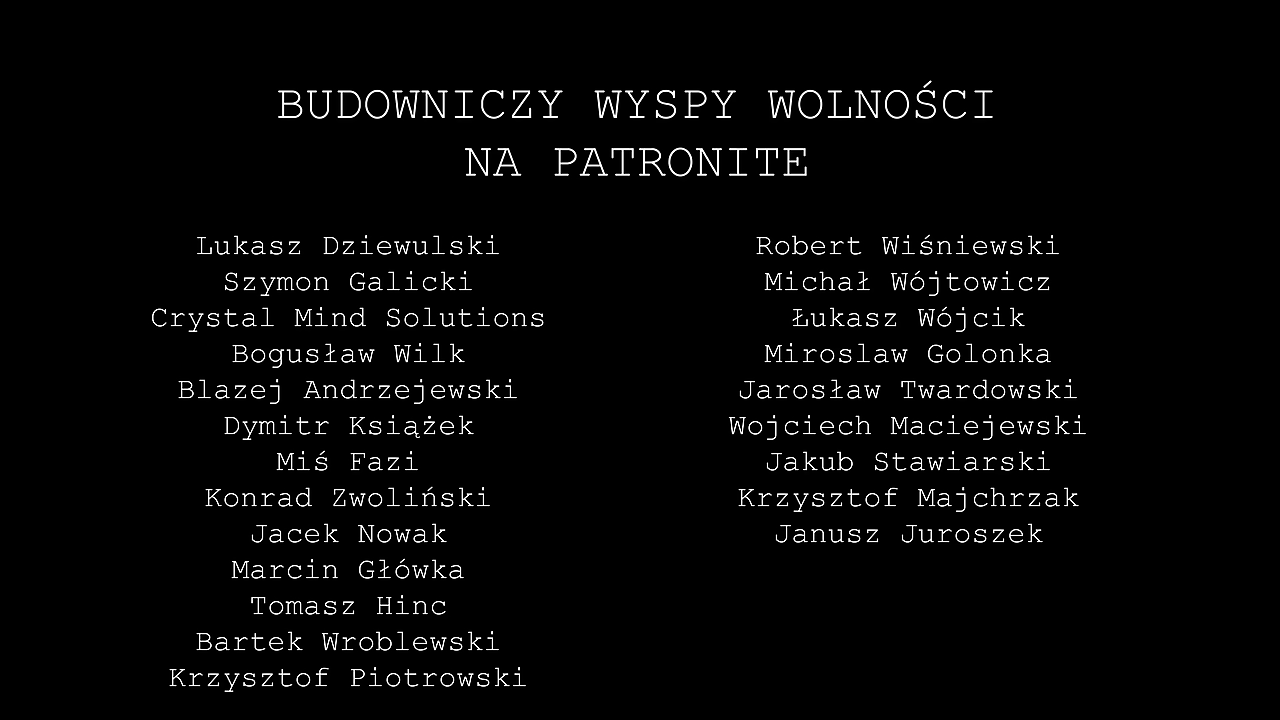 BUDOWNICZY WYSPY WOLNOŚCI
NA PATRONITE
Lukasz Dziewulski
Szymon Galicki
Crystal Mind Solutions
Bogusław Wilk
Blazej Andrzejewski
Dymitr Książek
Miś Fazi
Konrad Zwoliński
Jacek Nowak
Marcin Główka
Tomasz Hinc
Bartek Wroblewski
Krzysztof Piotrowski
Robert Wiśniewski
Michał Wójtowicz
Łukasz Wójcik
Miroslaw Golonka
Jarosław Twardowski
Wojciech Maciejewski
Jakub Stawiarski
Krzysztof Majchrzak
Janusz Juroszek